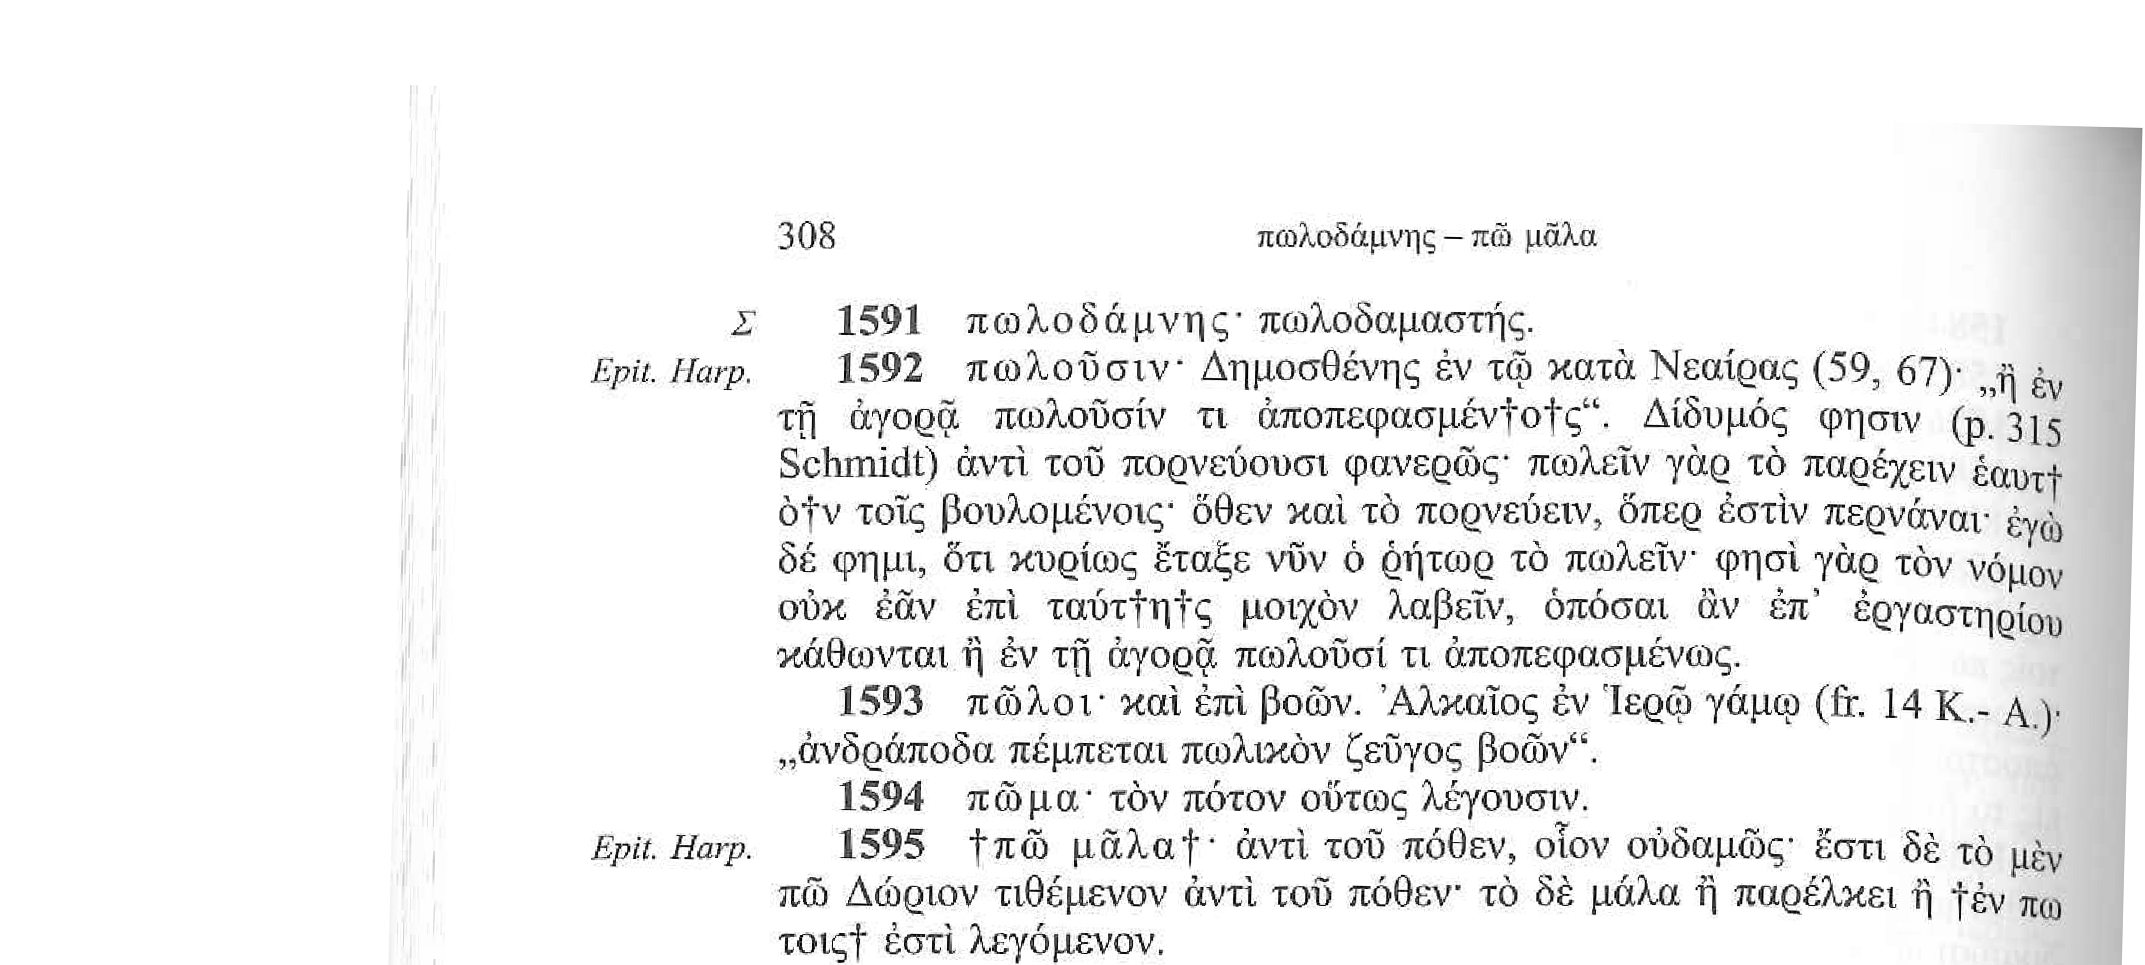 308 πωλοδάμνης – πῶ μᾶλα
Σ 1591 πωλοδάμνης· πωλοδαμαστής.
Epit. Harp. 1592 πωλοῦσιν· Δημοσθένης ἐν τῷ κατὰ Νεαίρας (59, 67)· „ἢ ἐν
τῇ ἀγορᾷ πωλοῦσίν τι ἀποπεφασμέν†ο†ς“. Δίδυμός φησιν (p. 315
Schmidt) ἀντὶ τοῦ πορνεύουσι φανερῶς· πωλεῖν γὰρ τὸ παρέχειν ἑαυτ†
ὸ†ν τοῖς βουλομένοις· ὅθεν καὶ τὸ πορνεύειν, ὅπερ ἐστὶν περνάναι· ἐγὼ
δέ φημι, ὅτι κυρίως ἔταξε νῦν ὁ ῥήτωρ τὸ πωλεῖν· φησὶ γὰρ τὸν νόμον
οὐκ ἐᾶν ἐπὶ ταύτ†η†ς μοιχὸν λαβεῖν, ὁπόσαι ἂν ἐπ’ ἐργαστηρίου
κάθωνται ἢ ἐν τῇ ἀγορᾷ πωλοῦσί τι ἀποπεφασμένως.
1593 πῶλοι· καὶ ἐπὶ βοῶν. Ἀλκαῖος ἐν Ἱερῷ γάμῳ (fr. 14 K.- A.)·
„ἀνδράποδα πέμπεται πωλικὸν ζεῦγος βοῶν“.
1594 πῶμα· τὸν πότον οὕτως λέγουσιν.
Epit. Harp. 1595 †πῶ μᾶλα†· ἀντὶ τοῦ πόθεν, οἷον οὐδαμῶς· ἔστι δὲ τὸ μὲν
πῶ Δώριον τιθέμενον ἀντὶ τοῦ πόθεν· τὸ δὲ μάλα ἢ παρέλκει ἢ †ἐν πω
τοις† ἐστὶ λεγόμενον.